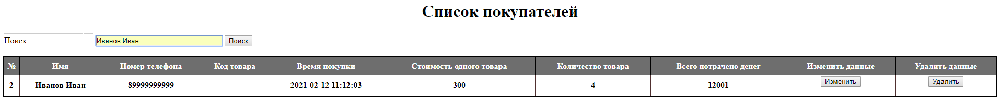 Список покупателей
Поиск Иванов Иван Поиск
№ Имя Номер телефона Код товара Время покупки Стоимость одного товара Количество товара Всего потрачено денег Изменить данные Удалить данные
2 Иванов Иван 89999999999 2021-02-12 11:12:03 300 4 12001 Изменить Удалить